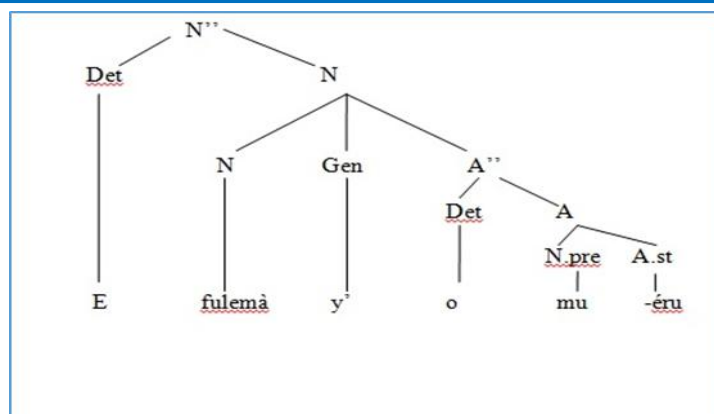 N’’
Det N
N Gen A’’
Det A
N.pre A.st
E fulemà y’ o mu -éru